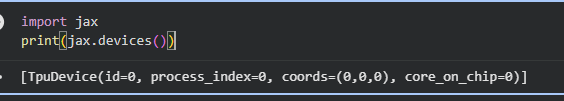 import jax
print(jax.devices())
[TpuDevice(id=0, process_index=0, coords=(0,0,0), core_on_chip=0)]